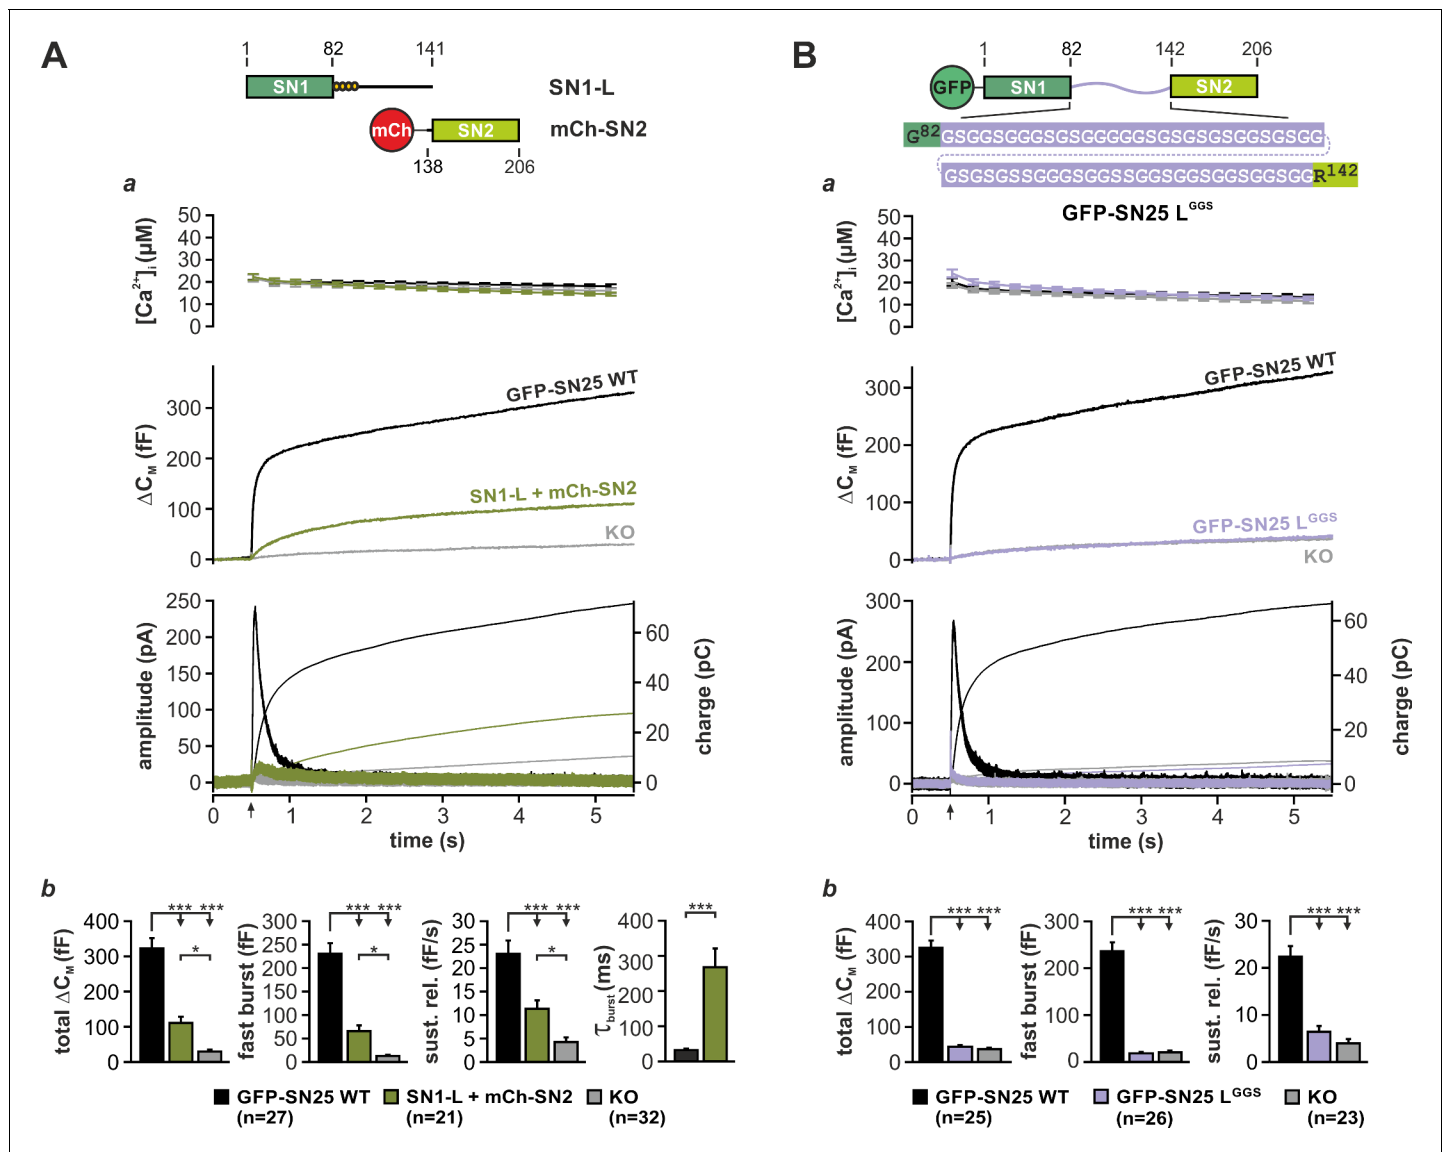 A
1 82 141
SN1
SN1-L
mCh SN2
mCh-SN2
138 206
a
[Ca²⁺]ᵢ (µM)
50
40
30
20
10
0
ΔC_M (fF)
300
200
100
0
GFP-SN25 WT
SN1-L + mCh-SN2
KO
amplitude (pA)
250
200
150
100
50
0
charge (pC)
60
40
20
0
0 1 2 3 4 5
time (s)
b
total ΔC_M (fF)
400
300
200
100
0
*** ***
*
fast burst (fF)
300
250
200
150
100
50
0
*** ***
*
sust. rel. (fF/s)
30
25
20
15
10
5
0
*** ***
*
τ_burst (ms)
400
300
200
100
0
***
GFP-SN25 WT
(n=27)
SN1-L + mCh-SN2
(n=21)
KO
(n=32)
B
1 82 142 206
GFP SN1 SN2
G⁸²GSGGSGGGSGSGGGGGSGSGSGSGGSGSGG
GSGSGSSGGGSGGSSGGSGGSGGSGGSGGR¹⁴²
a
GFP-SN25 Lᴳᴳˢ
[Ca²⁺]ᵢ (µM)
50
40
30
20
10
0
ΔC_M (fF)
300
200
100
0
GFP-SN25 WT
GFP-SN25 Lᴳᴳˢ
KO
amplitude (pA)
300
200
100
0
charge (pC)
60
40
20
0
0 1 2 3 4 5
time (s)
b
total ΔC_M (fF)
400
300
200
100
0
*** ***
fast burst (fF)
300
200
100
0
*** ***
sust. rel. (fF/s)
30
20
10
0
*** ***
GFP-SN25 WT
(n=25)
GFP-SN25 Lᴳᴳˢ
(n=26)
KO
(n=23)